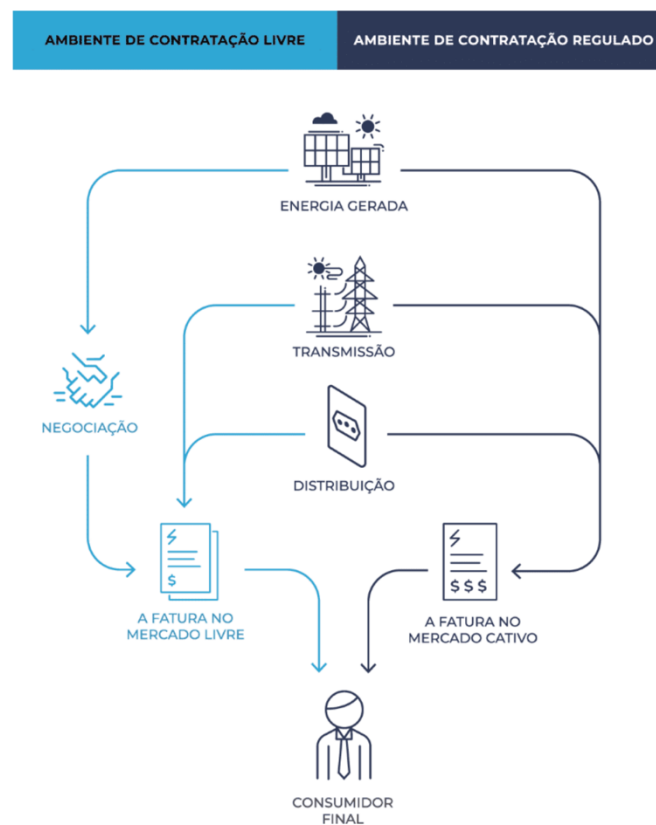 AMBIENTE DE CONTRATAÇÃO LIVRE
AMBIENTE DE CONTRATAÇÃO REGULADO
ENERGIA GERADA
TRANSMISSÃO
NEGOCIAÇÃO
DISTRIBUIÇÃO
$
$$$
A FATURA NO
MERCADO LIVRE
A FATURA NO
MERCADO CATIVO
CONSUMIDOR
FINAL